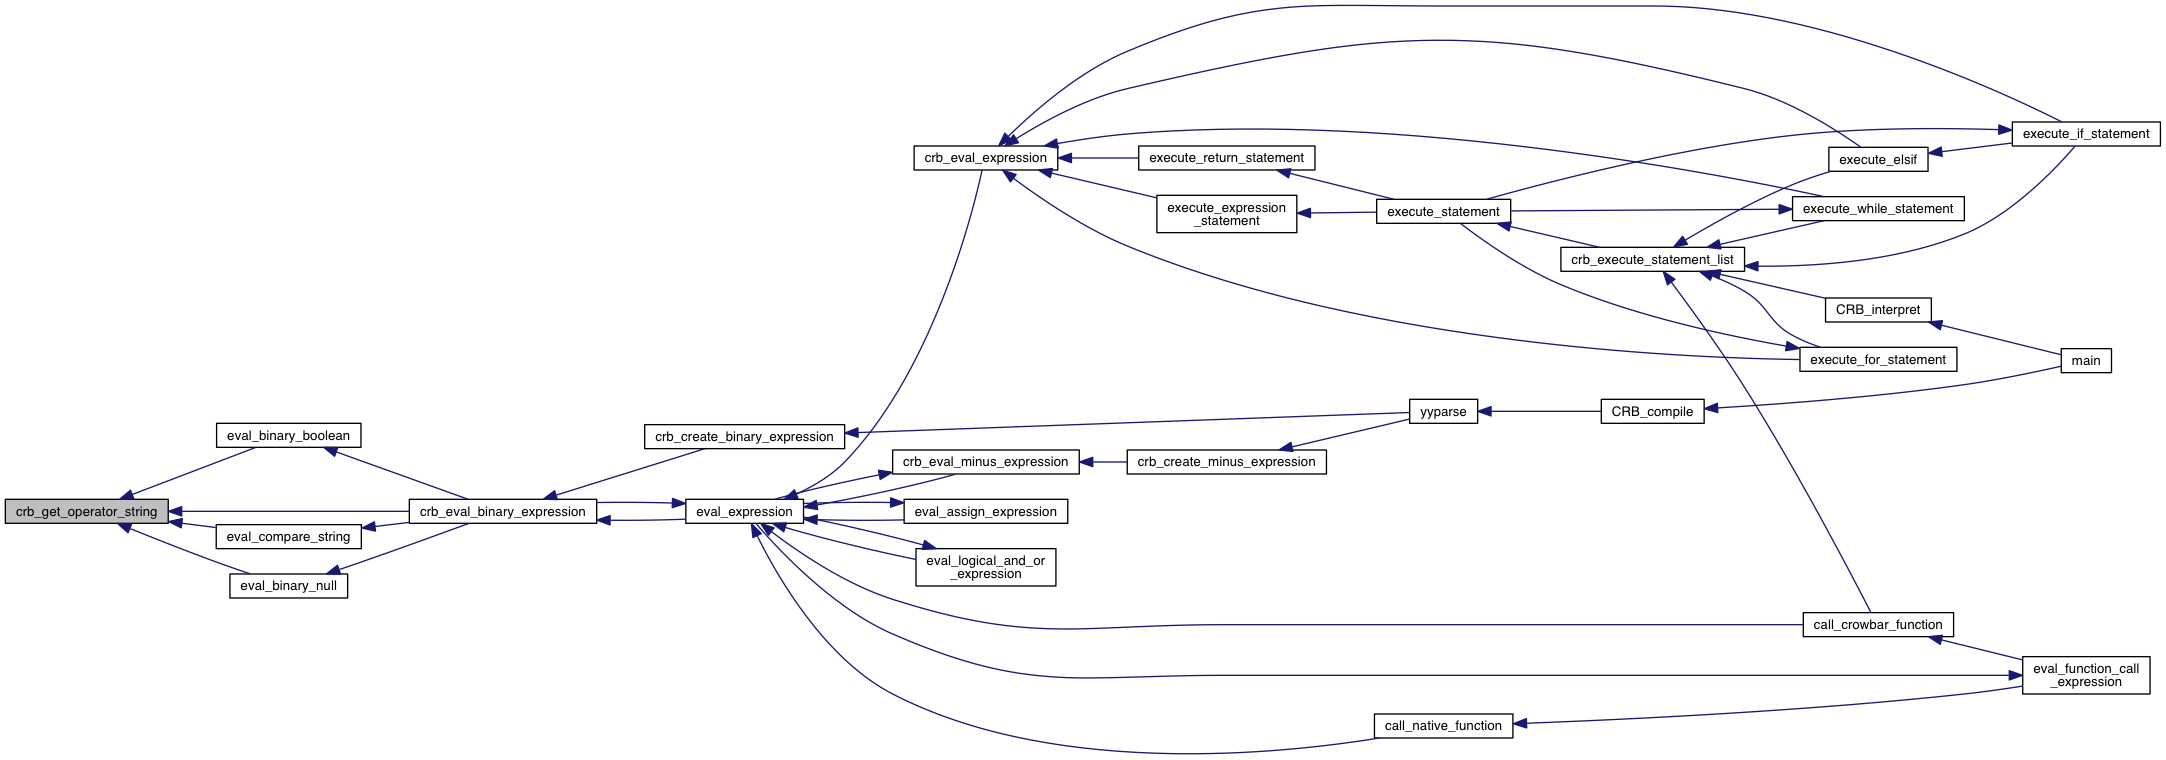 crb_get_operator_string
eval_binary_boolean
eval_compare_string
eval_binary_null
crb_eval_binary_expression
crb_create_binary_expression
eval_expression
crb_eval_expression
crb_eval_minus_expression
eval_assign_expression
eval_logical_and_or
_expression
execute_return_statement
execute_expression
_statement
crb_create_minus_expression
execute_statement
yyparse
call_native_function
crb_execute_statement_list
CRB_compile
execute_elsif
execute_while_statement
CRB_interpret
execute_for_statement
call_crowbar_function
execute_if_statement
main
eval_function_call
_expression